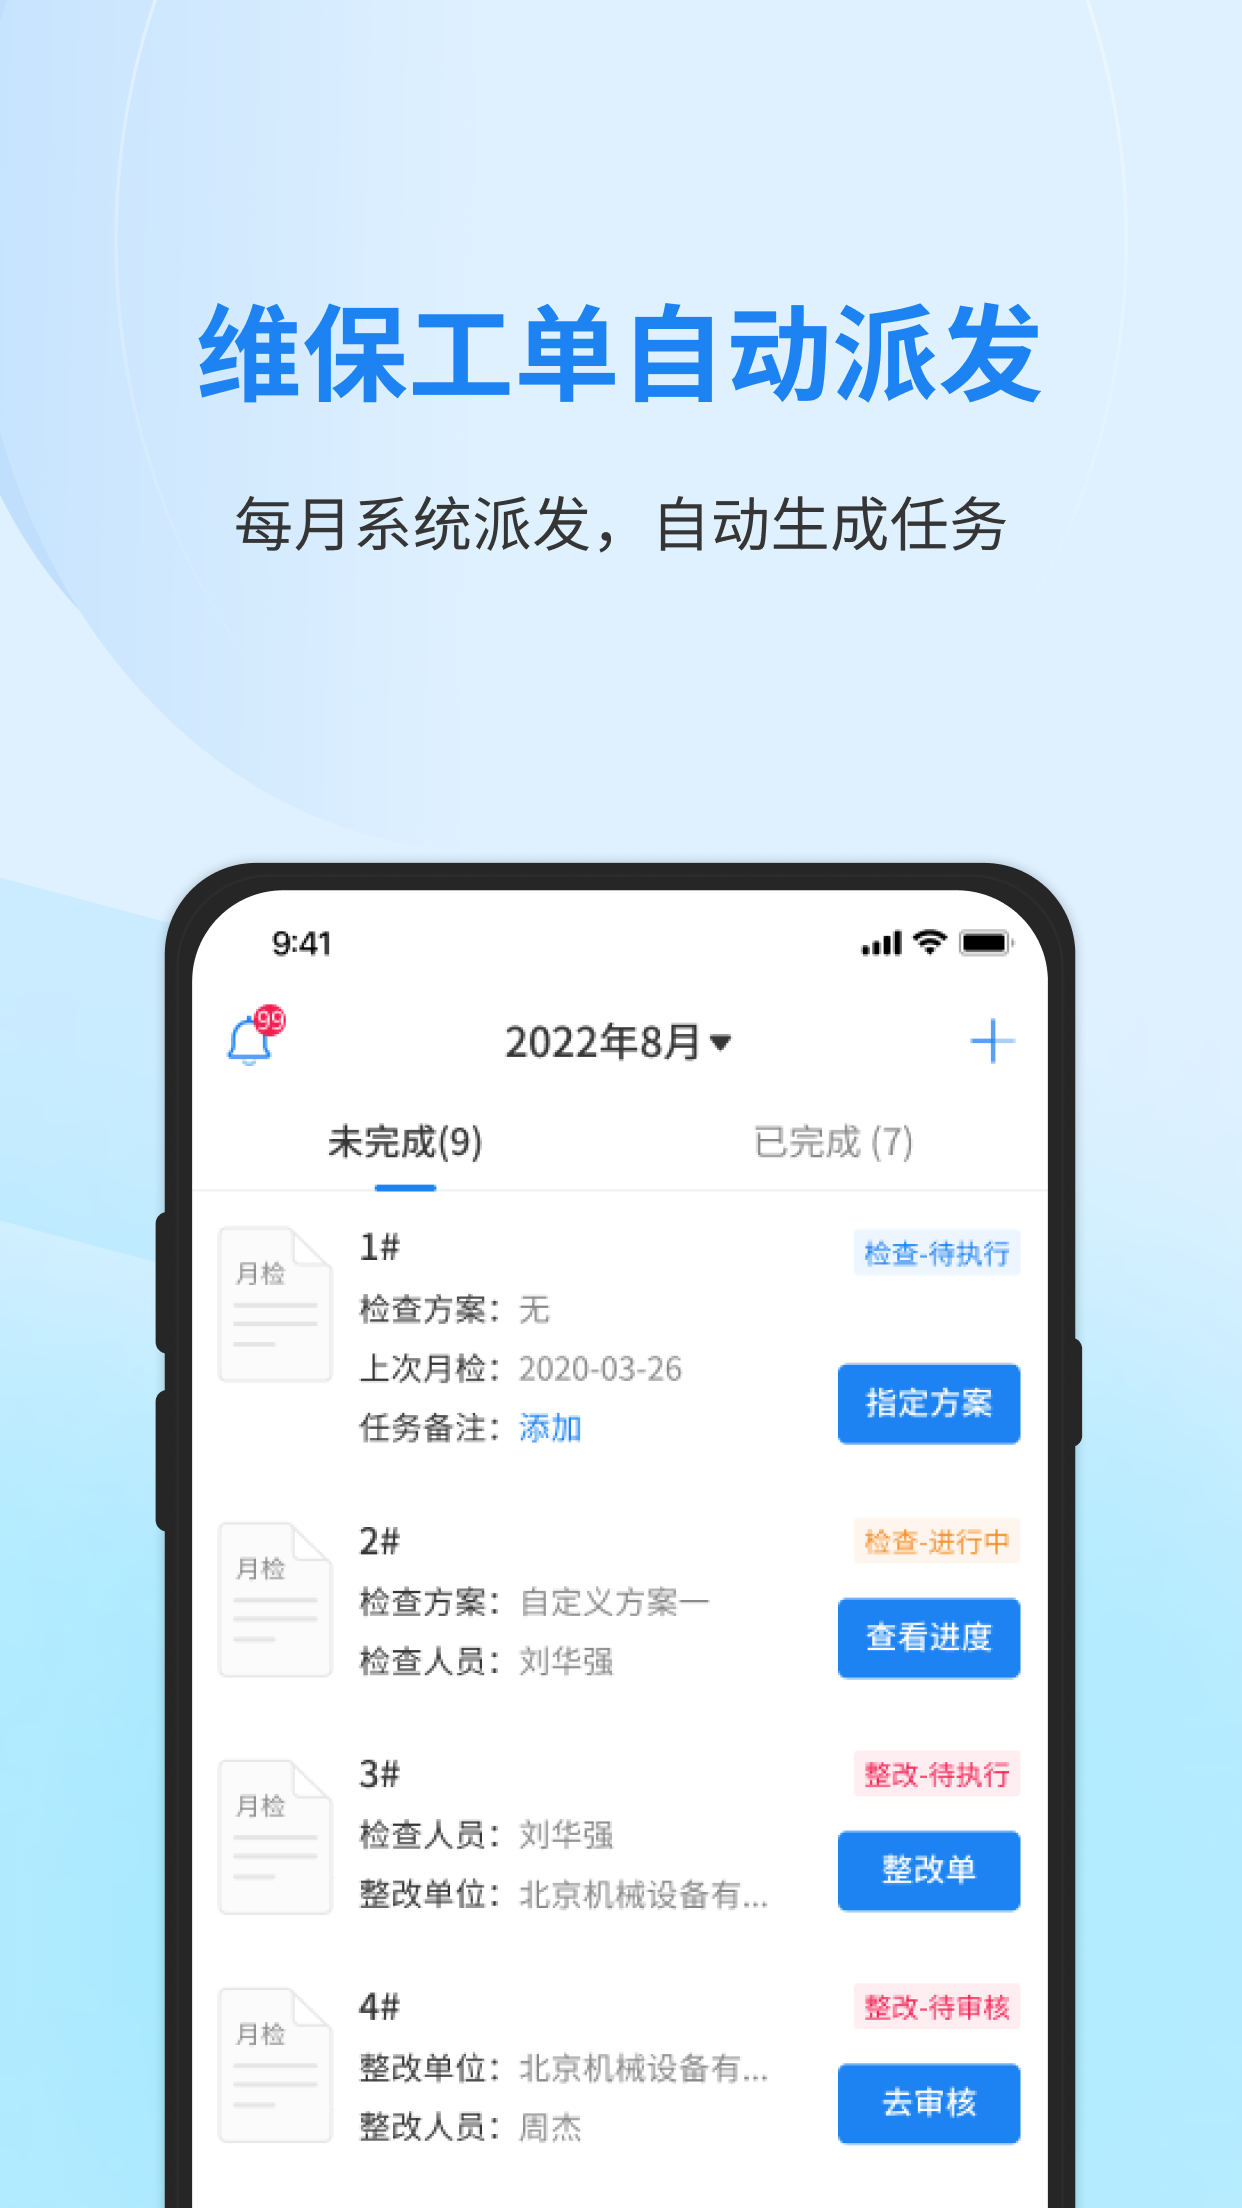 维保工单自动派发
每月系统派发，自动生成任务
9:41
99
2022年8月
未完成(9)
已完成 (7)
月检
1#
检查-待执行
检查方案：无
上次月检：2020-03-26
任务备注：添加
指定方案
月检
2#
检查-进行中
检查方案：自定义方案一
检查人员：刘华强
查看进度
月检
3#
整改-待执行
检查人员：刘华强
整改单位：北京机械设备有...
整改单
月检
4#
整改-待审核
整改单位：北京机械设备有...
整改人员：周杰
去审核